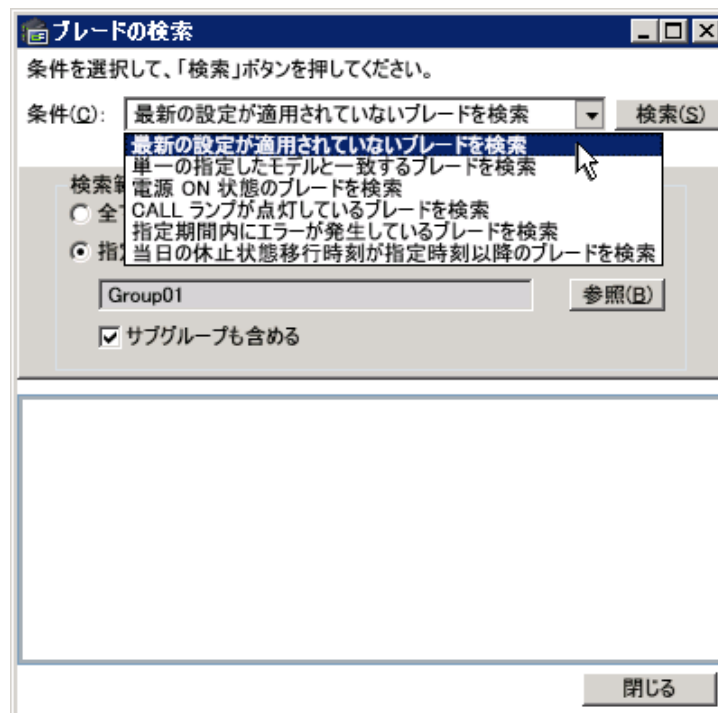 ブレードの検索
条件を選択して、「検索」ボタンを押してください。
条件(C): 最新の設定が適用されていないブレードを検索 検索(S)
最新の設定が適用されていないブレードを検索
単一の指定したモデルと一致するブレードを検索
電源 ON 状態のブレードを検索
CALL ランプが点灯しているブレードを検索
指定期間内にエラーが発生しているブレードを検索
当日の休止状態移行時刻が指定時刻以降のブレードを検索
検索
全
指
Group01 参照(B)
サブグループも含める
閉じる